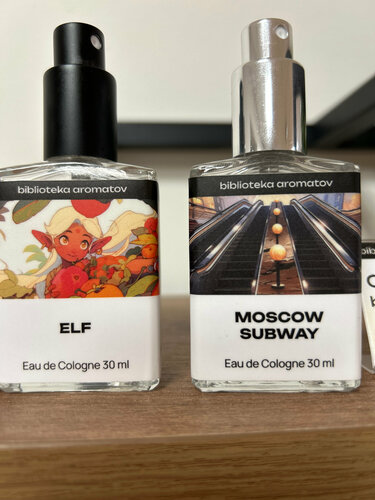 biblioteka aromatov
ELF
Eau de Cologne 30 ml
biblioteka aromatov
MOSCOW
SUBWAY
Eau de Cologne 30 ml